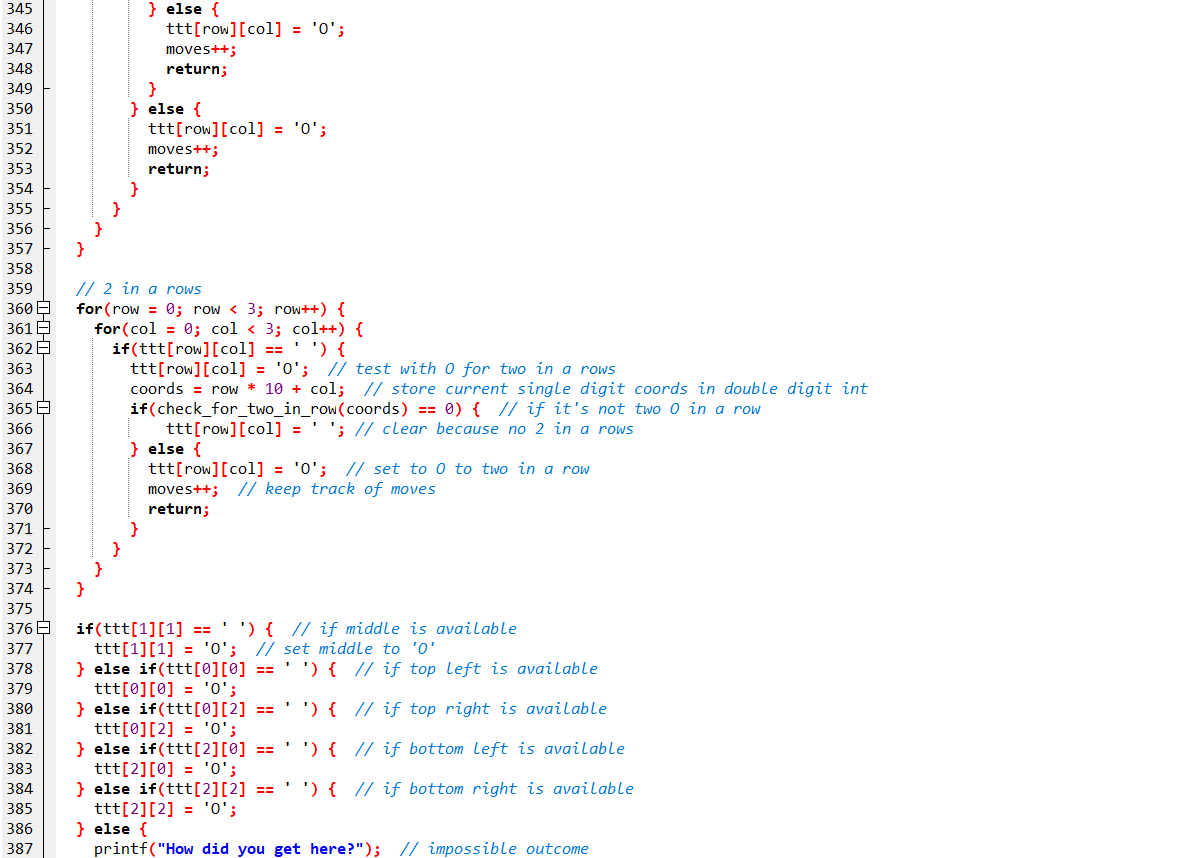 345 } else {
346 ttt[row][col] = 'O';
347 moves++;
348 return;
349 }
350 } else {
351 ttt[row][col] = 'O';
352 moves++;
353 return;
354 }
355 }
356 }
357 }
358
359 // 2 in a rows
360 for(row = 0; row < 3; row++) {
361 for(col = 0; col < 3; col++) {
362 if(ttt[row][col] == ' ') {
363 ttt[row][col] = 'O'; // test with O for two in a rows
364 coords = row * 10 + col; // store current single digit coords in double digit int
365 if(check_for_two_in_row(coords) == 0) { // if it's not two O in a row
366 ttt[row][col] = ' '; // clear because no 2 in a rows
367 } else {
368 ttt[row][col] = 'O'; // set to O to two in a row
369 moves++; // keep track of moves
370 return;
371 }
372 }
373 }
374 }
375
376 if(ttt[1][1] == ' ') { // if middle is available
377 ttt[1][1] = 'O'; // set middle to 'O'
378 } else if(ttt[0][0] == ' ') { // if top left is available
379 ttt[0][0] = 'O';
380 } else if(ttt[0][2] == ' ') { // if top right is available
381 ttt[0][2] = 'O';
382 } else if(ttt[2][0] == ' ') { // if bottom left is available
383 ttt[2][0] = 'O';
384 } else if(ttt[2][2] == ' ') { // if bottom right is available
385 ttt[2][2] = 'O';
386 } else {
387 printf("How did you get here?"); // impossible outcome